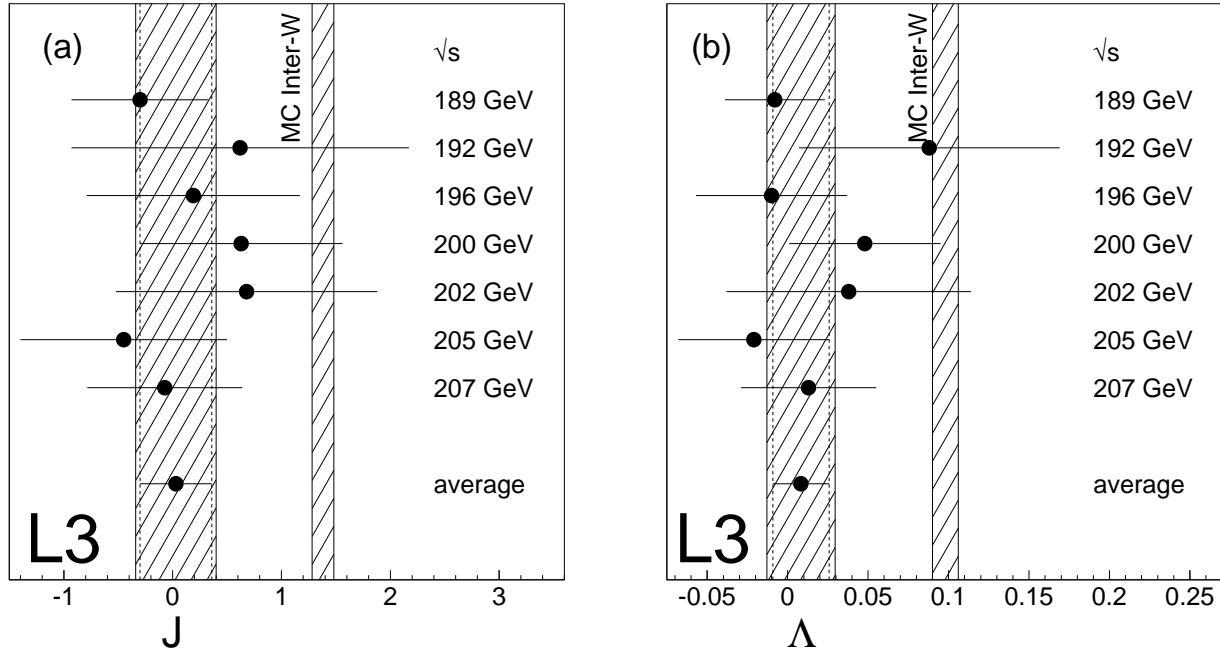 (a)
MC Inter-W
√s
189 GeV
192 GeV
196 GeV
200 GeV
202 GeV
205 GeV
207 GeV
average
L3
-1 0 1 2 3
J
(b)
MC Inter-W
√s
189 GeV
192 GeV
196 GeV
200 GeV
202 GeV
205 GeV
207 GeV
average
L3
-0.05 0 0.05 0.1 0.15 0.2 0.25
Λ